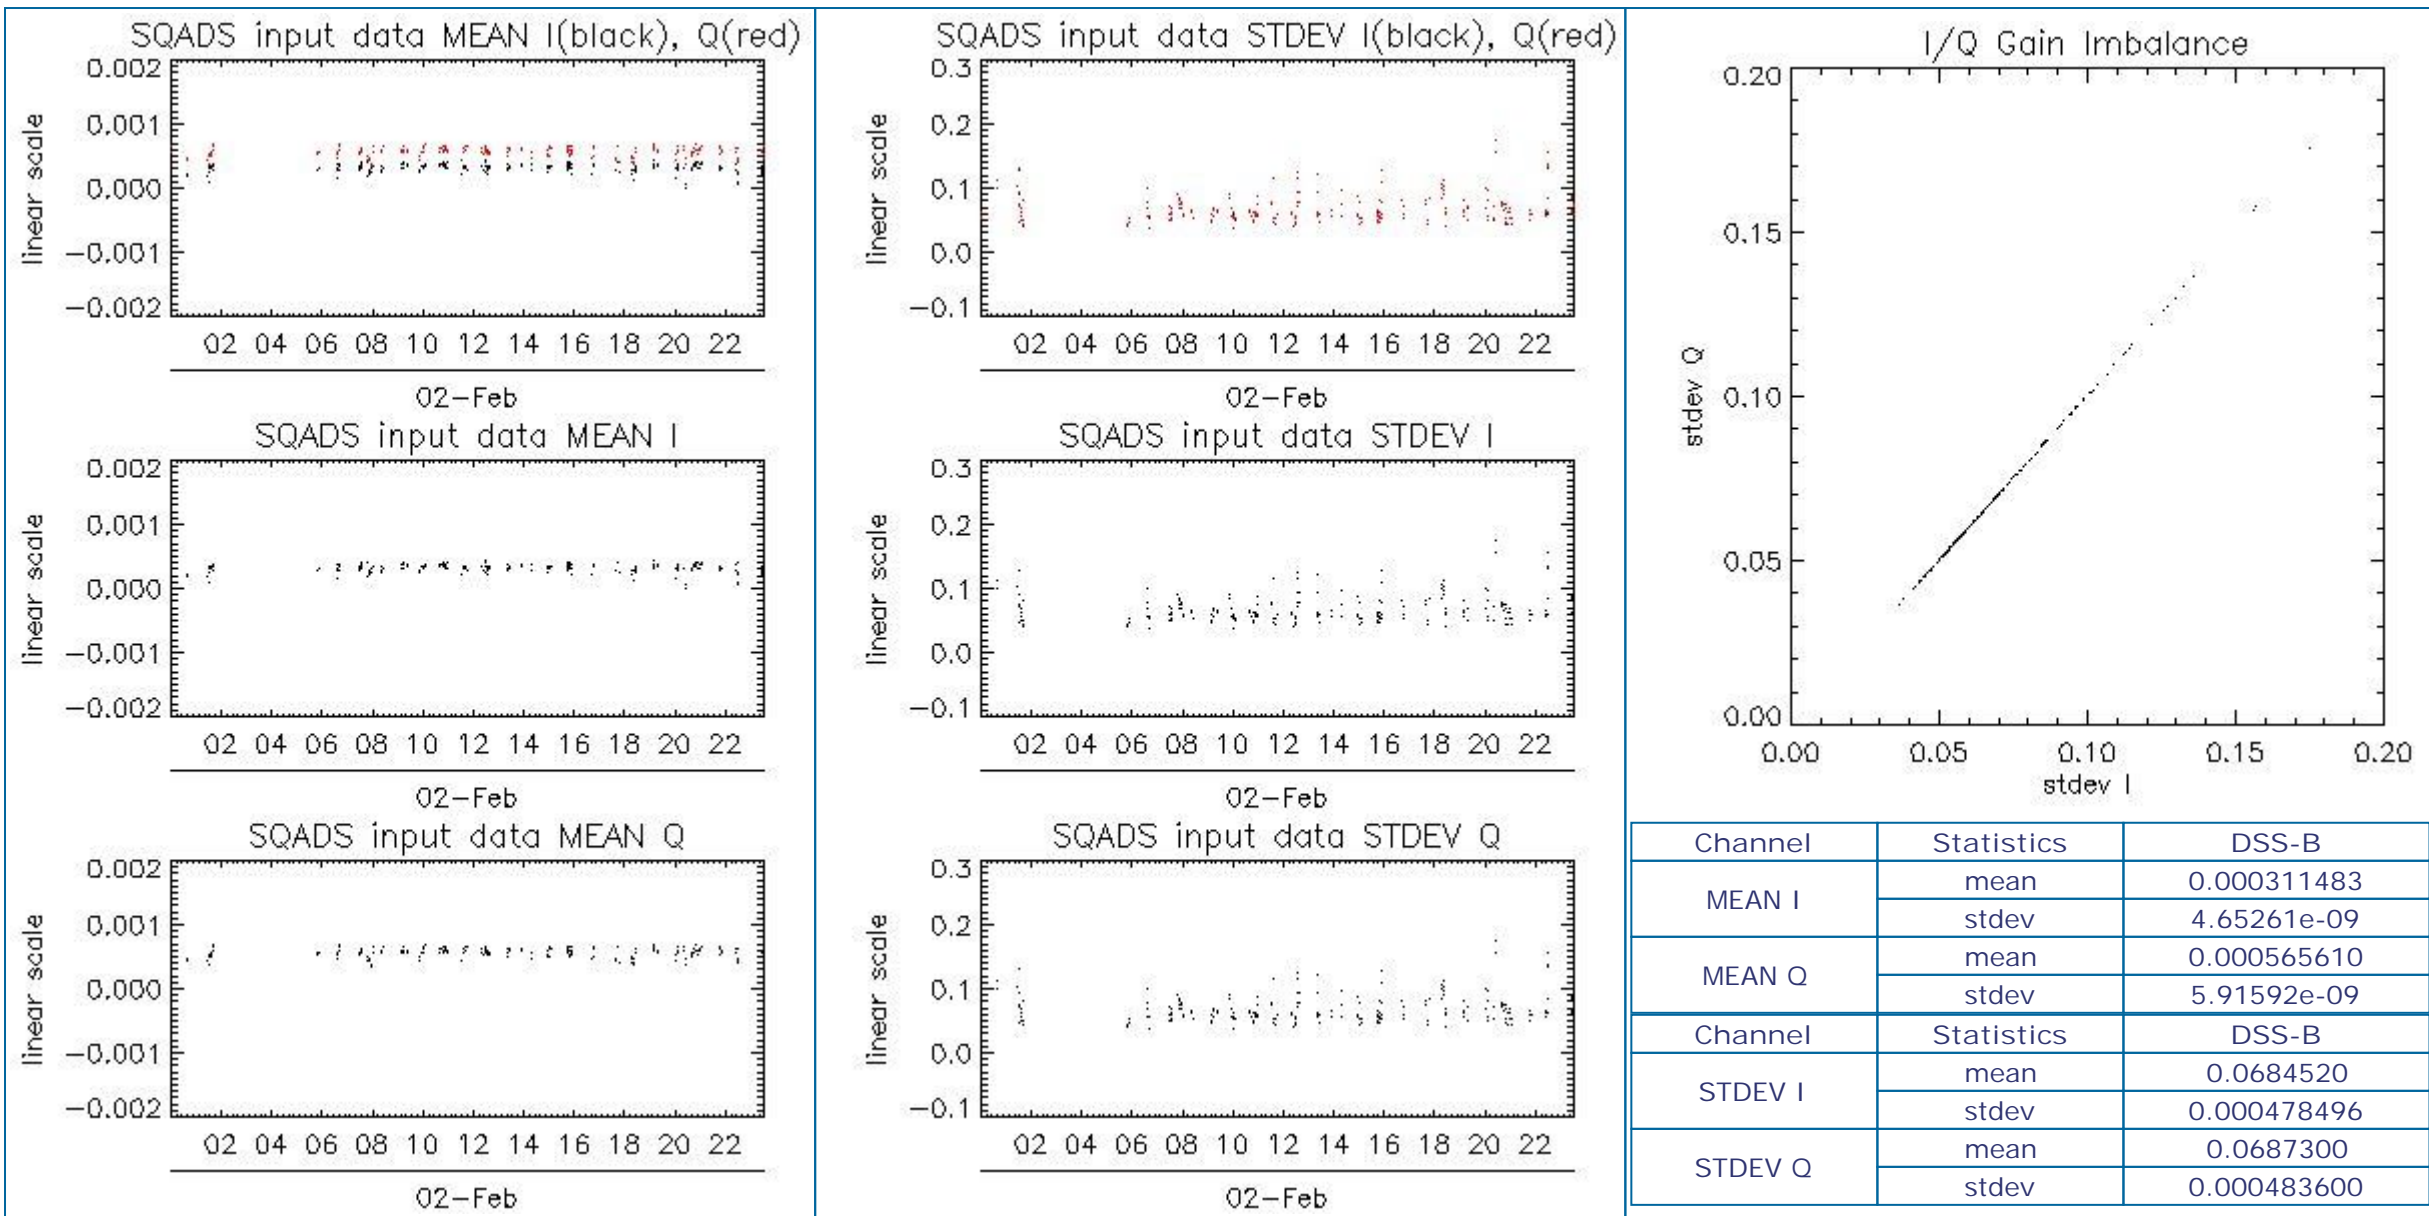 SQADS input data MEAN I(black), Q(red)
0.002
0.001
0.000
−0.001
−0.002
linear scale
02 04 06 08 10 12 14 16 18 20 22
02−Feb
SQADS input data MEAN I
0.002
0.001
0.000
−0.001
−0.002
linear scale
02 04 06 08 10 12 14 16 18 20 22
02−Feb
SQADS input data MEAN Q
0.002
0.001
0.000
−0.001
−0.002
linear scale
02 04 06 08 10 12 14 16 18 20 22
02−Feb
SQADS input data STDEV I(black), Q(red)
0.3
0.2
0.1
0.0
−0.1
linear scale
02 04 06 08 10 12 14 16 18 20 22
02−Feb
SQADS input data STDEV I
0.3
0.2
0.1
0.0
−0.1
linear scale
02 04 06 08 10 12 14 16 18 20 22
02−Feb
SQADS input data STDEV Q
0.3
0.2
0.1
0.0
−0.1
linear scale
02 04 06 08 10 12 14 16 18 20 22
02−Feb
I/Q Gain Imbalance
0.20
0.15
0.10
0.05
0.00
stdev Q
0.00 0.05 0.10 0.15 0.20
stdev I
Channel Statistics DSS-B
MEAN I mean 0.000311483
stdev 4.65261e-09
MEAN Q mean 0.000565610
stdev 5.91592e-09
Channel Statistics DSS-B
STDEV I mean 0.0684520
stdev 0.000478496
STDEV Q mean 0.0687300
stdev 0.000483600